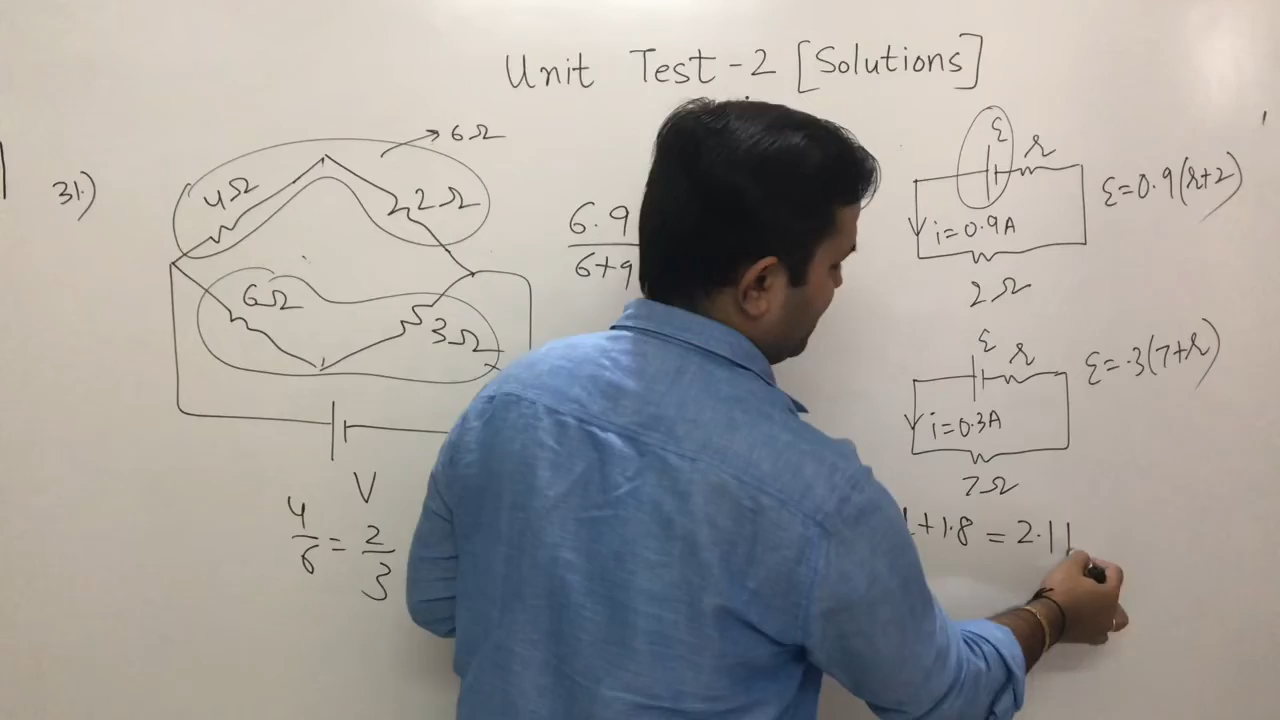 Unit Test - 2 [Solutions]
31.)
4Ω
2Ω
6Ω
6Ω
3Ω
V
4/6 = 2/3
6.9
6+9
ε
r
i=0.9A
2Ω
ε=0.9(r+2)
ε
r
i=0.3A
7Ω
ε=.3(7+r)
+1.8 = 2.11